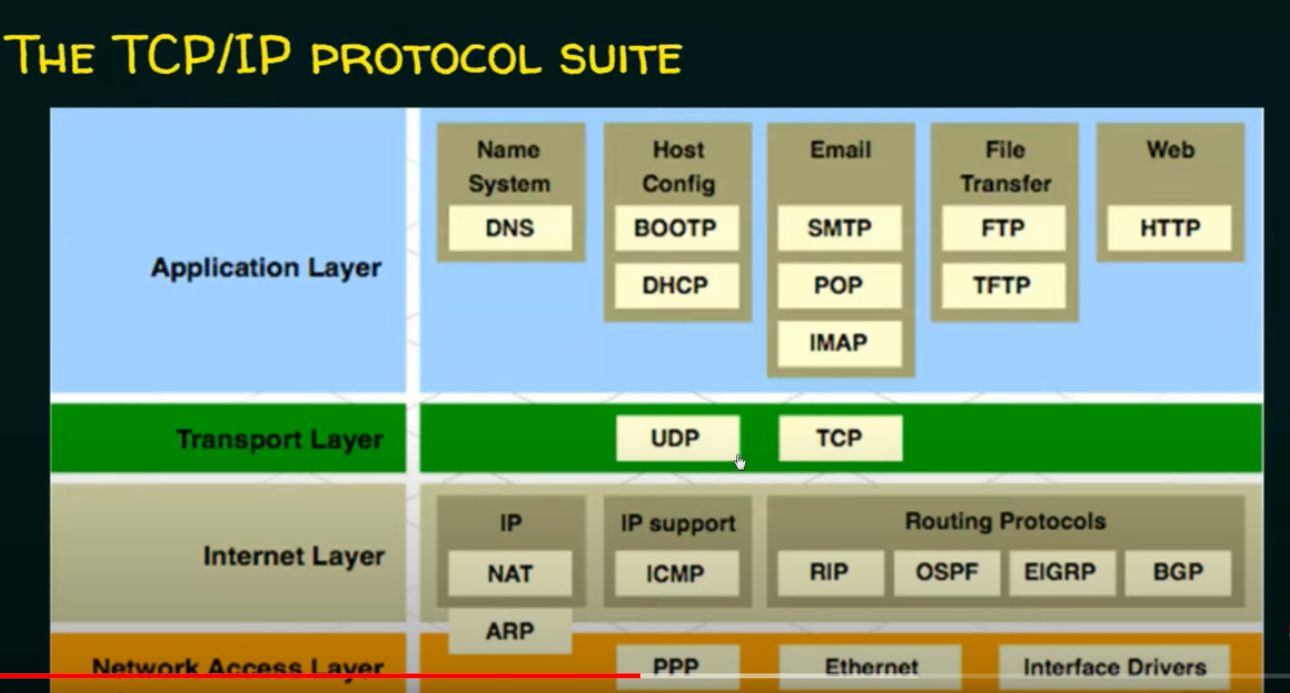 THE TCP/IP PROTOCOL SUITE
Application Layer
Name
System
DNS
Host
Config
BOOTP
DHCP
Email
SMTP
POP
IMAP
File
Transfer
FTP
TFTP
Web
HTTP
Transport Layer
UDP
TCP
Internet Layer
IP
NAT
ARP
IP support
ICMP
Routing Protocols
RIP
OSPF
EIGRP
BGP
Network Access Layer
PPP
Ethernet
Interface Drivers